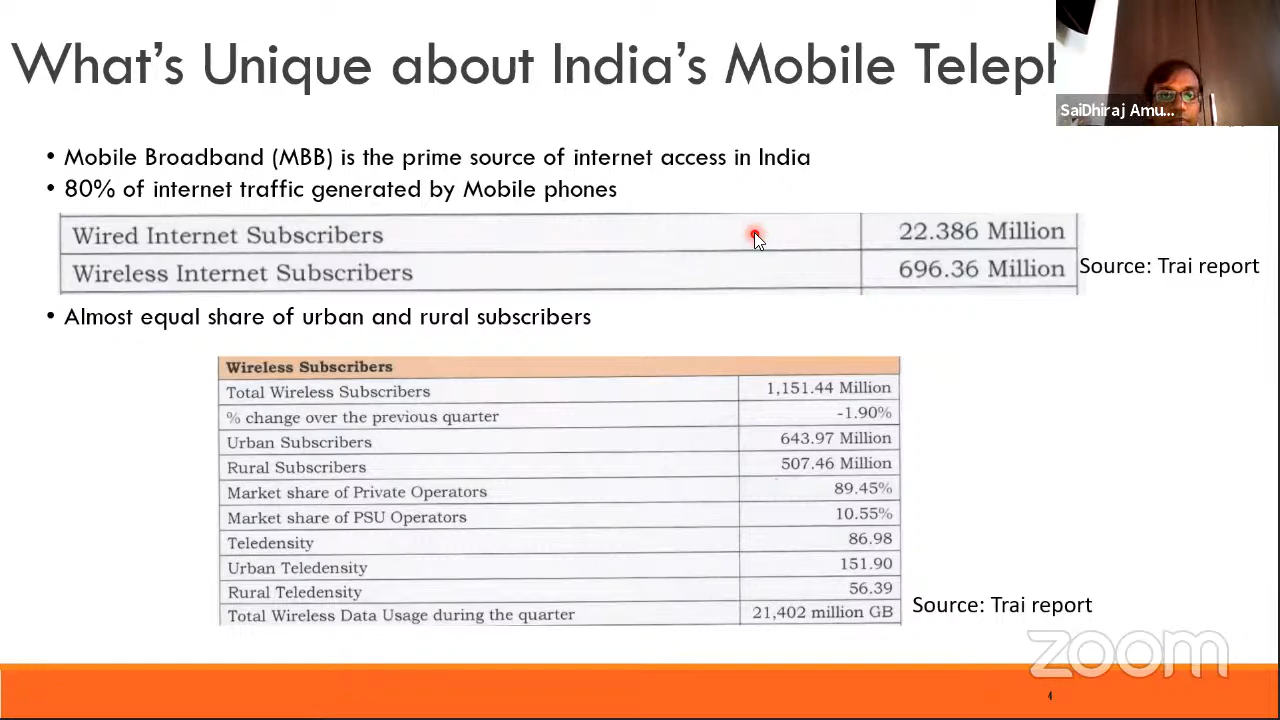 What's Unique about India's Mobile Teleph
SaiDhiraj Amu...
• Mobile Broadband (MBB) is the prime source of internet access in India
• 80% of internet traffic generated by Mobile phones
Wired Internet Subscribers 22.386 Million
Wireless Internet Subscribers 696.36 Million
Source: Trai report
• Almost equal share of urban and rural subscribers
Wireless Subscribers
Total Wireless Subscribers 1,151.44 Million
% change over the previous quarter -1.90%
Urban Subscribers 643.97 Million
Rural Subscribers 507.46 Million
Market share of Private Operators 89.45%
Market share of PSU Operators 10.55%
Teledensity 86.98
Urban Teledensity 151.90
Rural Teledensity 56.39
Total Wireless Data Usage during the quarter 21,402 million GB
Source: Trai report
zoom
4